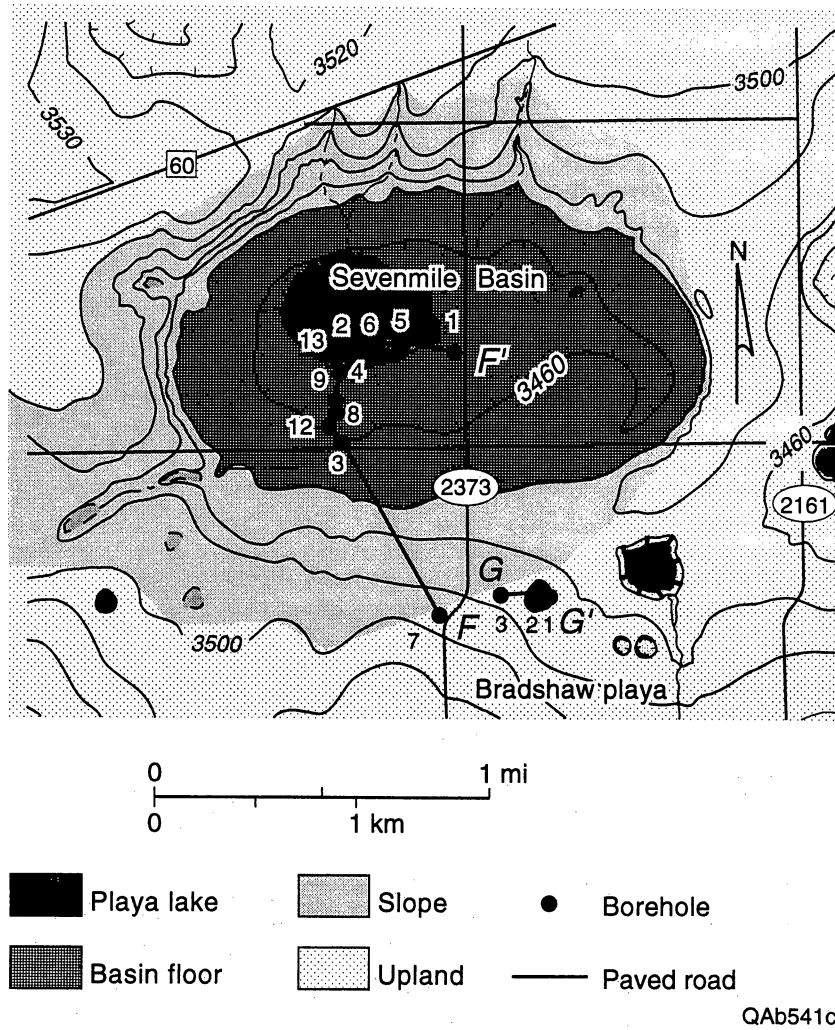 3520
3500
3530
60
N
Sevenmile Basin
13 2 6 5 1
F'
9 4
3460
8
12
3
3460
2373
2161
G
3 21 G'
7 F
3500
Bradshaw playa
0 1 mi
0 1 km
Playa lake Slope Borehole
Basin floor Upland Paved road
QAb541c